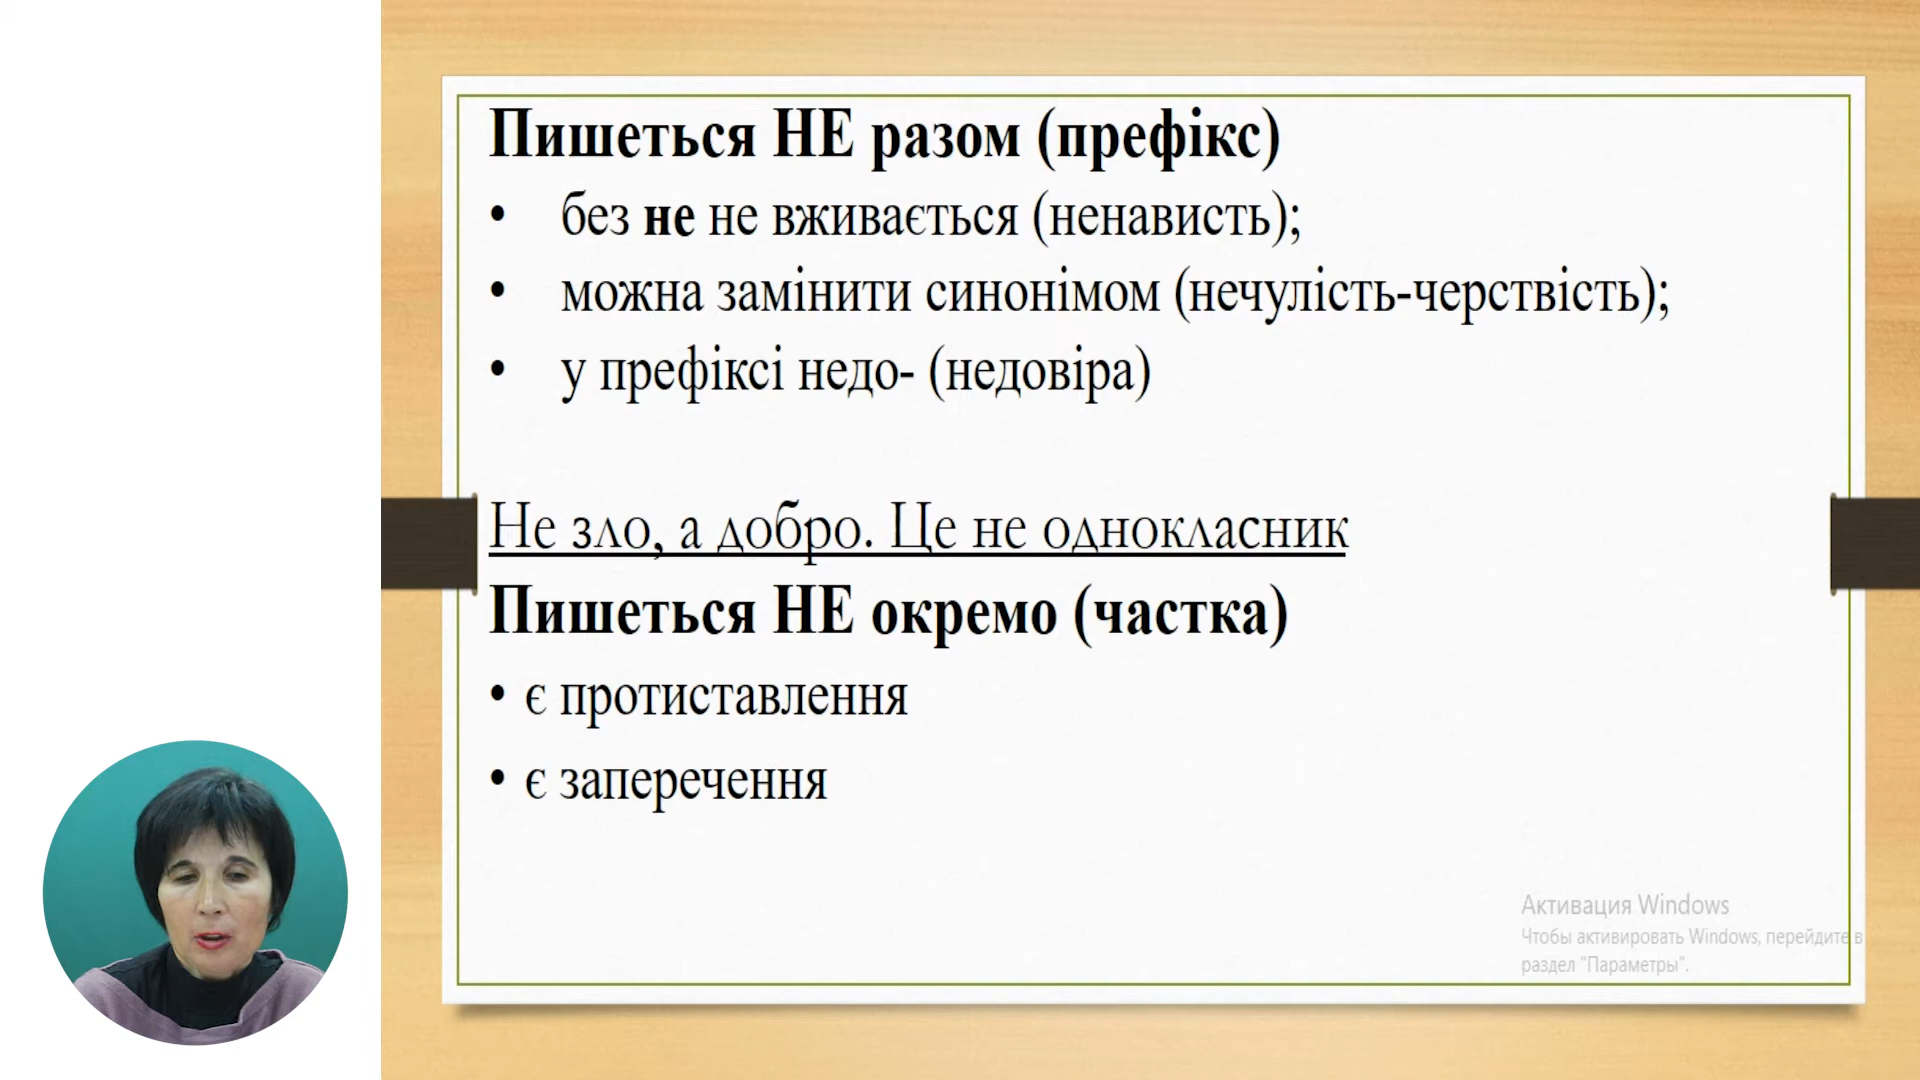 Пишеться НЕ разом (префікс)
• без не не вживається (ненависть);
• можна замінити синонімом (нечулість-черствість);
• у префіксі недо- (недовіра)
Не зло, а добро. Це не однокласник
Пишеться НЕ окремо (частка)
• є протиставлення
• є заперечення
Активация Windows
Чтобы активировать Windows, перейдите в
раздел "Параметры".